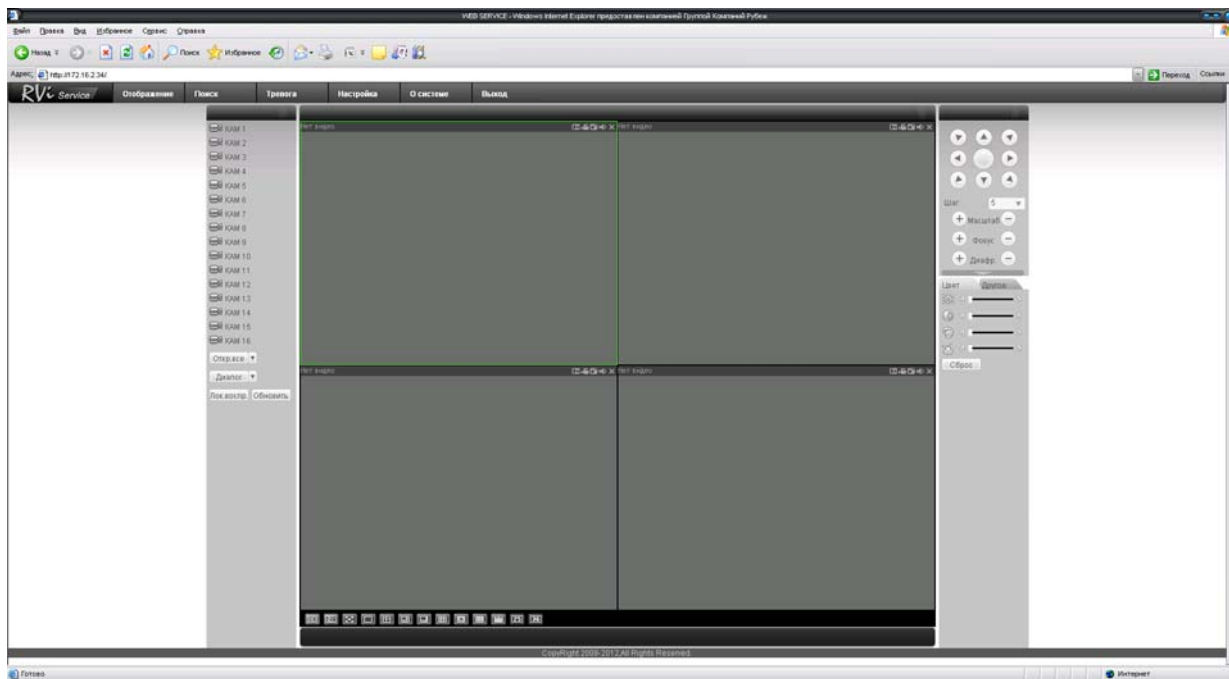 WEB SERVICE - Windows Internet Explorer предоставлен компанией Группой Компаний Рубеж
Файл Правка Вид Избранное Сервис Справка
Назад Поиск Избранное
Адрес: http://172.16.2.34/ Переход Ссылки
RVi Service Отображение Поиск Тревога Настройка О системе Выход
Нет видео Нет видео
КАМ 1
КАМ 2
КАМ 3
КАМ 4
КАМ 5
КАМ 6
КАМ 7
КАМ 8
КАМ 9
КАМ 10
КАМ 11
КАМ 12
КАМ 13
КАМ 14
КАМ 15
КАМ 16
Откр.все
Диалог
Лок.воспр. Обновить
Нет видео Нет видео
Шаг 5
Масштаб
Фокус
Диафр.
Цвет Другое
Сброс
CopyRight 2009-2012,All Rights Reserved.
Готово Интернет